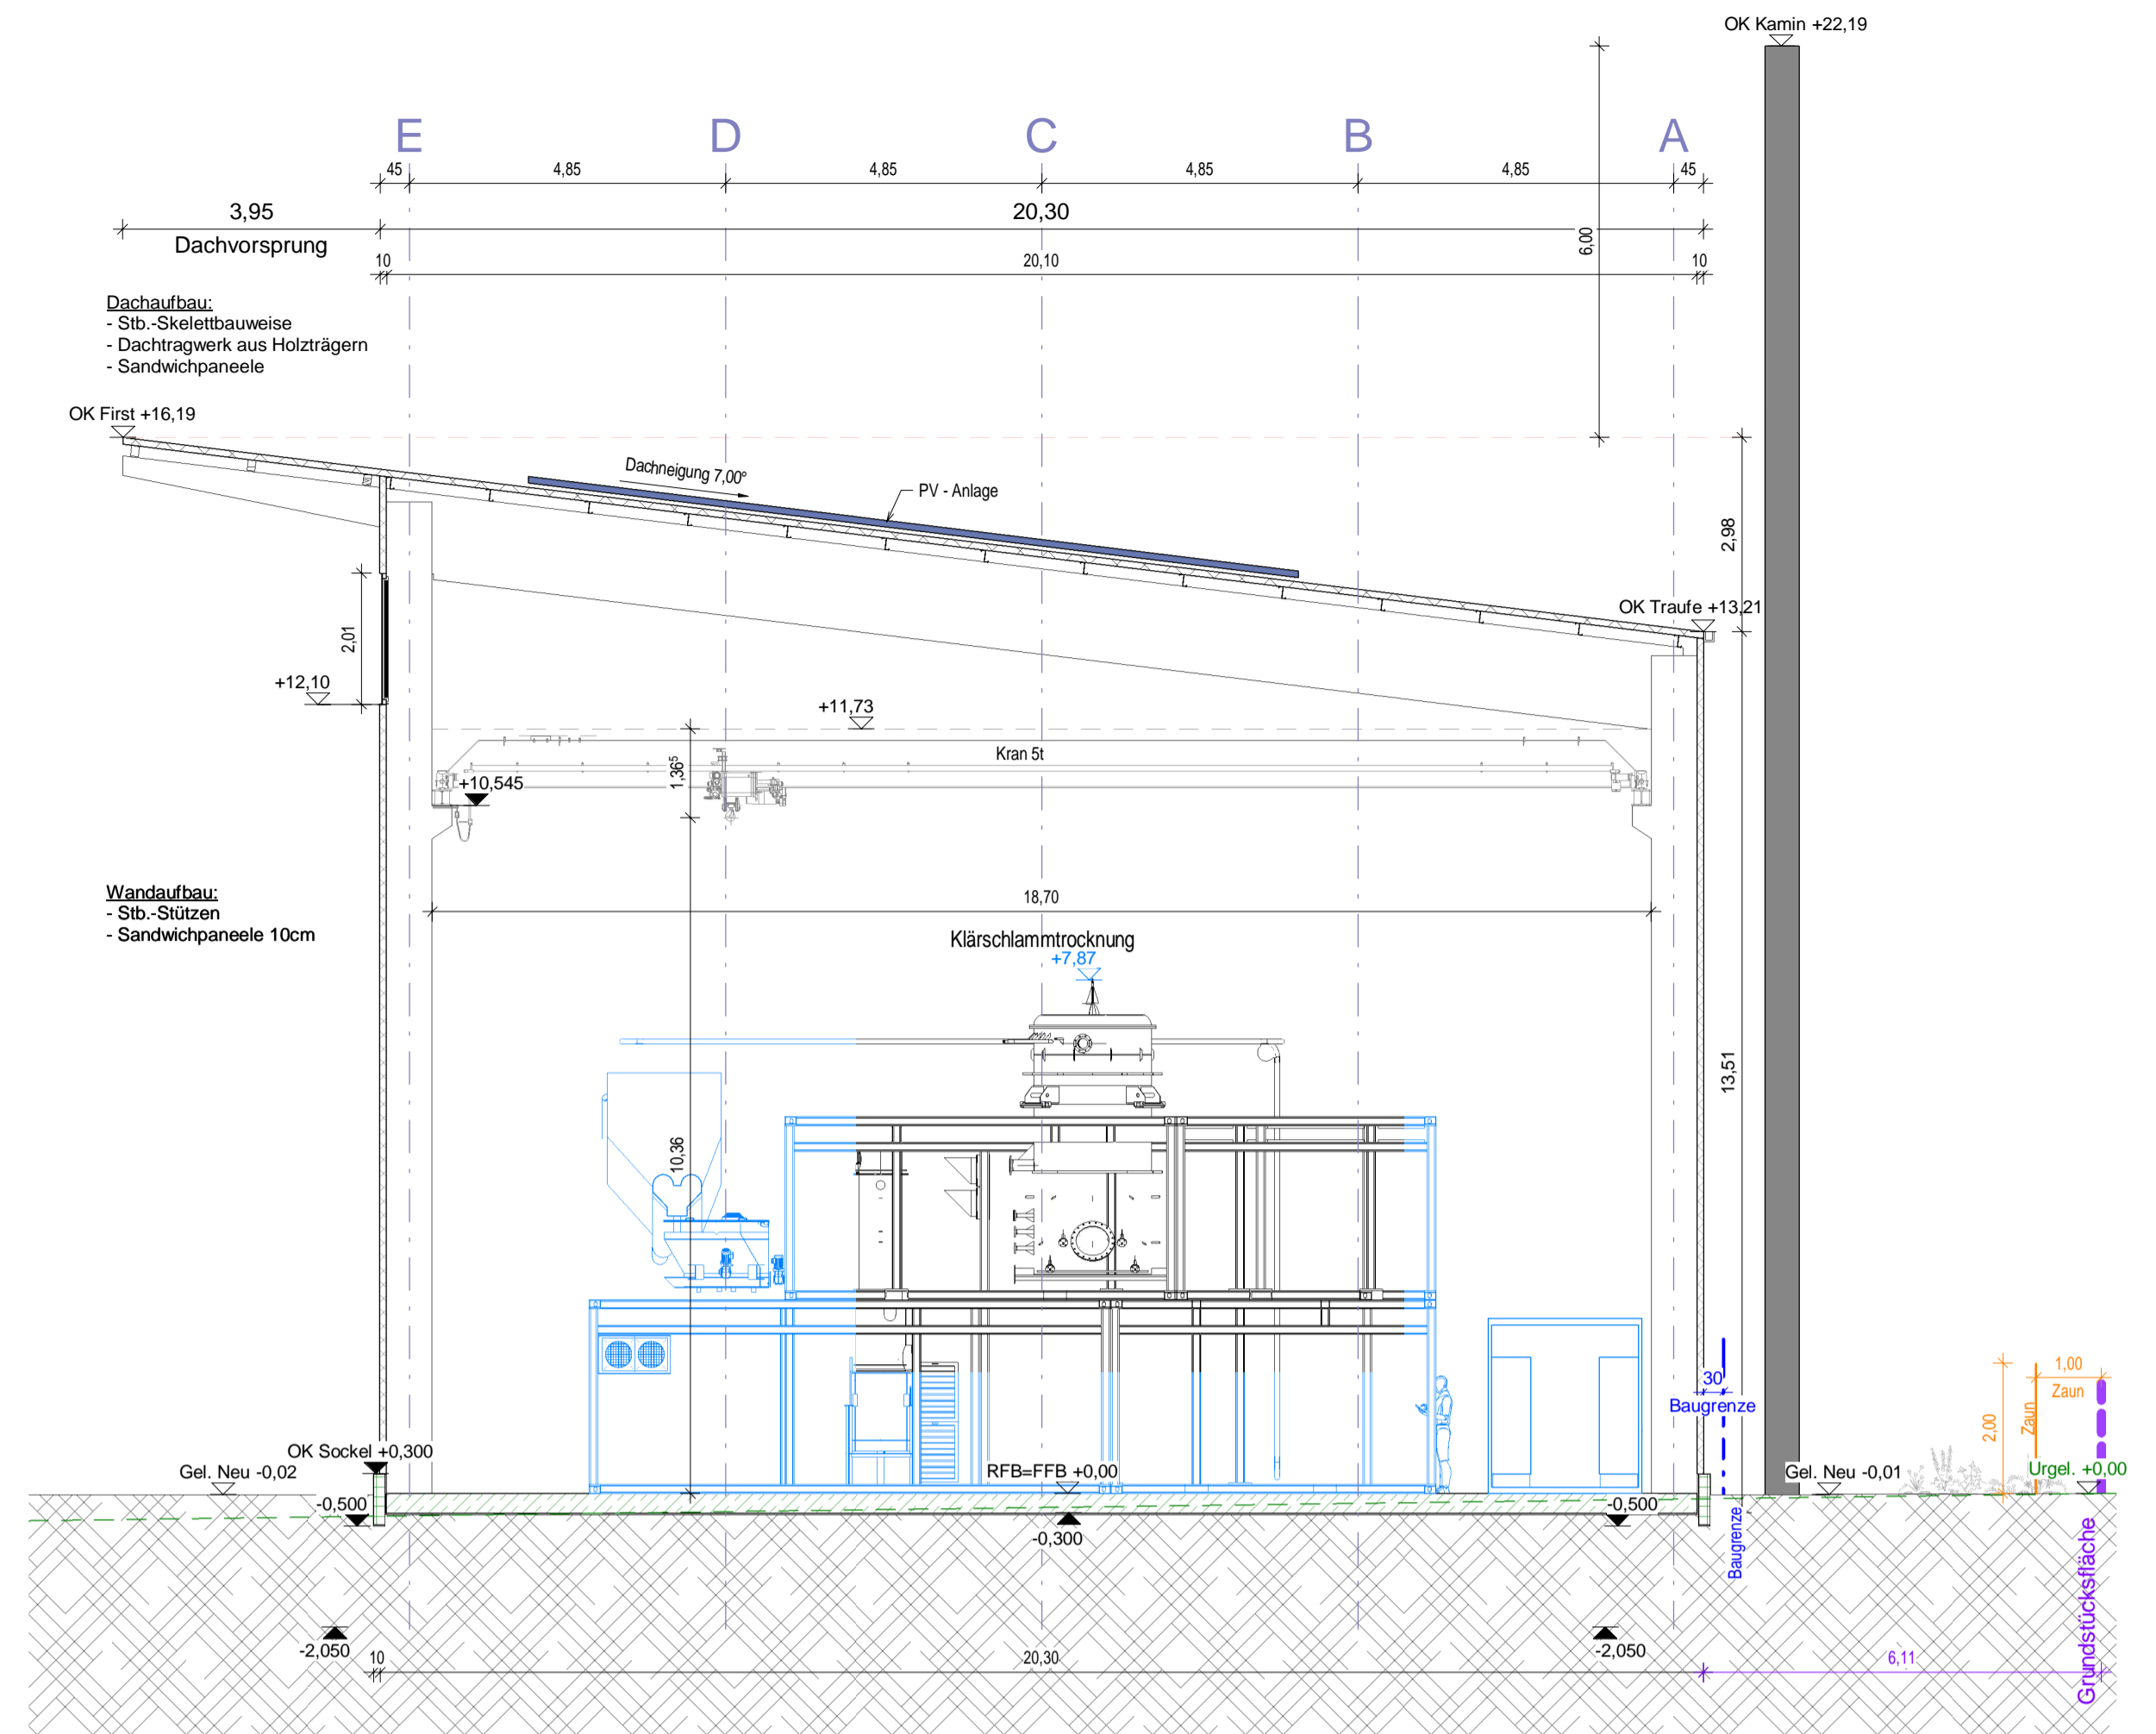 OK Kamin +22,19
E
D
C
B
A
45
4,85
4,85
4,85
4,85
45
3,95
20,30
Dachvorsprung
6,00
10
20,10
10
Dachaufbau:
- Stb.-Skelettbauweise
- Dachtragwerk aus Holzträgern
- Sandwichpaneele
OK First +16,19
Dachneigung 7,00°
PV - Anlage
2,98
OK Traufe +13,21
2,01
+12,10
+11,73
Kran 5t
1,36⁵
+10,545
Wandaufbau:
- Stb.-Stützen
- Sandwichpaneele 10cm
18,70
Klärschlammtrocknung
+7,87
13,51
10,36
30
Baugrenze
1,00
Zaun
2,00
Zaun
OK Sockel +0,300
Gel. Neu -0,02
RFB=FFB +0,00
Gel. Neu -0,01
Urgel. +0,00
-0,500
-0,500
-0,300
Baugrenze
Grundstücksfläche
-2,050
-2,050
10
20,30
6,11